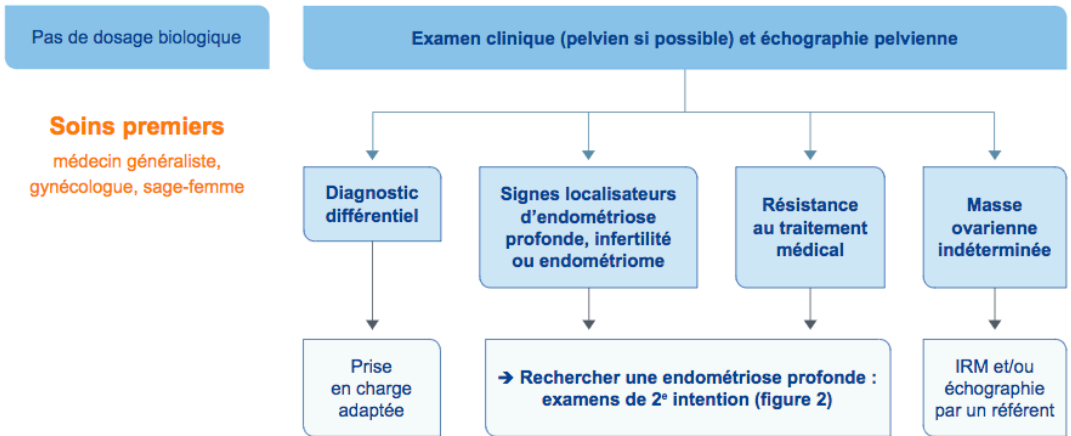 Pas de dosage biologique
Examen clinique (pelvien si possible) et échographie pelvienne
Soins premiers
médecin généraliste,
gynécologue, sage-femme
Diagnostic
différentiel
Signes localisateurs
d’endométriose
profonde, infertilité
ou endométriome
Résistance
au traitement
médical
Masse
ovarienne
indéterminée
Prise
en charge
adaptée
➔ Rechercher une endométriose profonde :
examens de 2e intention (figure 2)
IRM et/ou
échographie
par un référent